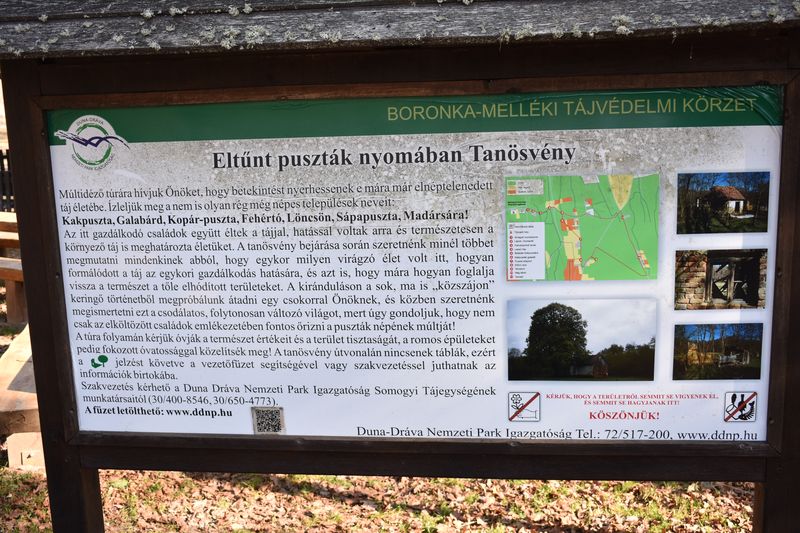 BORONKA-MELLÉKI TÁJVÉDELMI KÖRZET
DUNA-DRÁVA
Eltűnt puszták nyomában Tanösvény
Múltidéző túrára hívjuk Önöket, hogy betekintést nyerhessenek e mára már elnéptelenedett
táj életébe. Ízleljük meg a nem is olyan rég még népes települések neveit:
Kakpuszta, Galabárd, Kopár-puszta, Fehértó, Löncsön, Sápapuszta, Madársára!
Az itt gazdálkodó családok együtt éltek a tájjal, hatással voltak arra és természetesen a
környező táj is meghatározta életüket. A tanösvény bejárása során szeretnénk minél többet
megmutatni mindenkinek abból, hogy egykor milyen virágzó élet volt itt, hogyan
formálódott a táj az egykori gazdálkodás hatására, és azt is, hogy mára hogyan foglalja
vissza a természet a tőle elhódított területeket. A kiránduláson a sok, ma is „közszájon”
keringő történetből megpróbálunk átadni egy csokorral Önöknek, és közben szeretnénk
megismertetni ezt a csodálatos, folytonosan változó világot, mert úgy gondoljuk, hogy nem
csak az elköltözött családok emlékezetében fontos őrizni a puszták népének múltját!
A túra folyamán kérjük óvják a természet értékeit és a terület tisztaságát, a romos épületeket
pedig fokozott óvatossággal közelítsék meg! A tanösvény útvonalán nincsenek táblák, ezért
a jelzést követve a vezetőfüzet segítségével vagy szakvezetéssel juthatnak az
információk birtokába.
Szakvezetés kérhető a Duna Dráva Nemzeti Park Igazgatóság Somogyi Tájegységének
munkatársaitól (30/400-8546, 30/650-4773).
A füzet letölthető: www.ddnp.hu
KÉRJÜK, HOGY A TERÜLETRŐL SEMMIT SE VIGYENEK EL,
ÉS SEMMIT SE HAGYJANAK ITT!
KÖSZÖNJÜK!
Duna-Dráva Nemzeti Park Igazgatóság Tel.: 72/517-200, www.ddnp.hu